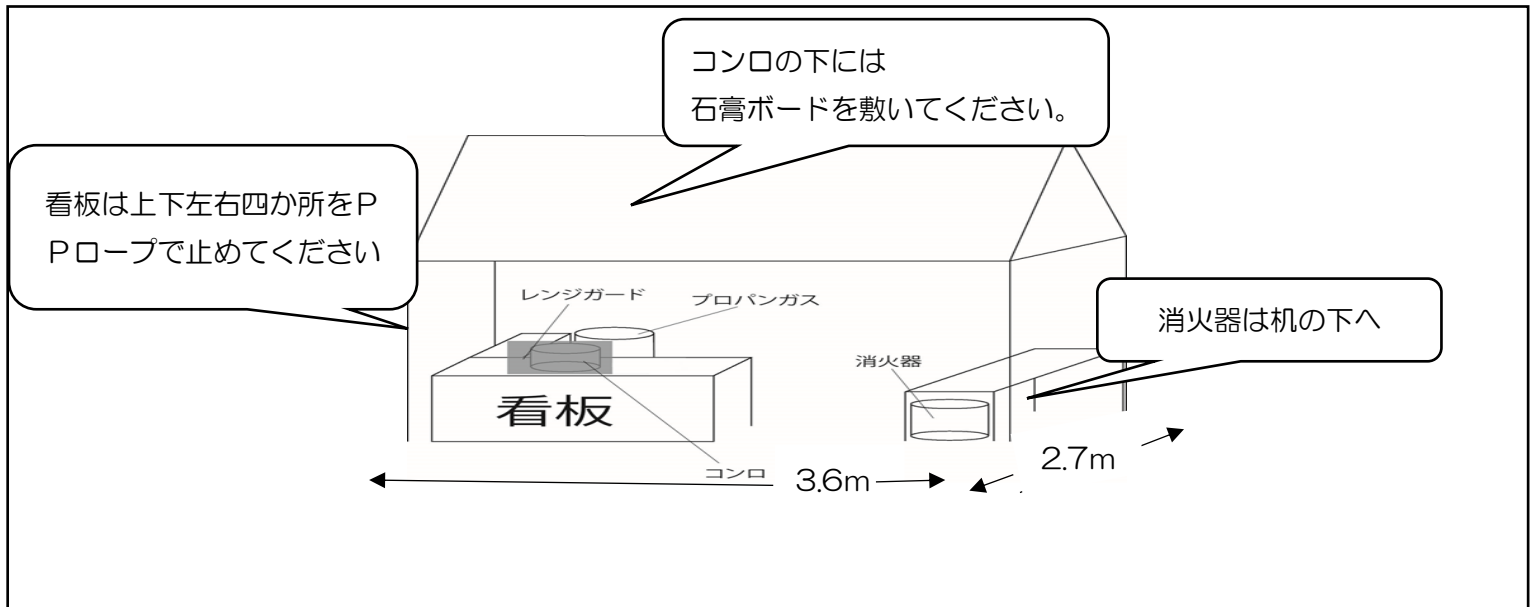 コンロの下には
石膏ボードを敷いてください。
看板は上下左右四か所をＰ
Ｐロープで止めてください
レンジガード
プロパンガス
消火器は机の下へ
消火器
看板
コンロ
3.6m
2.7m